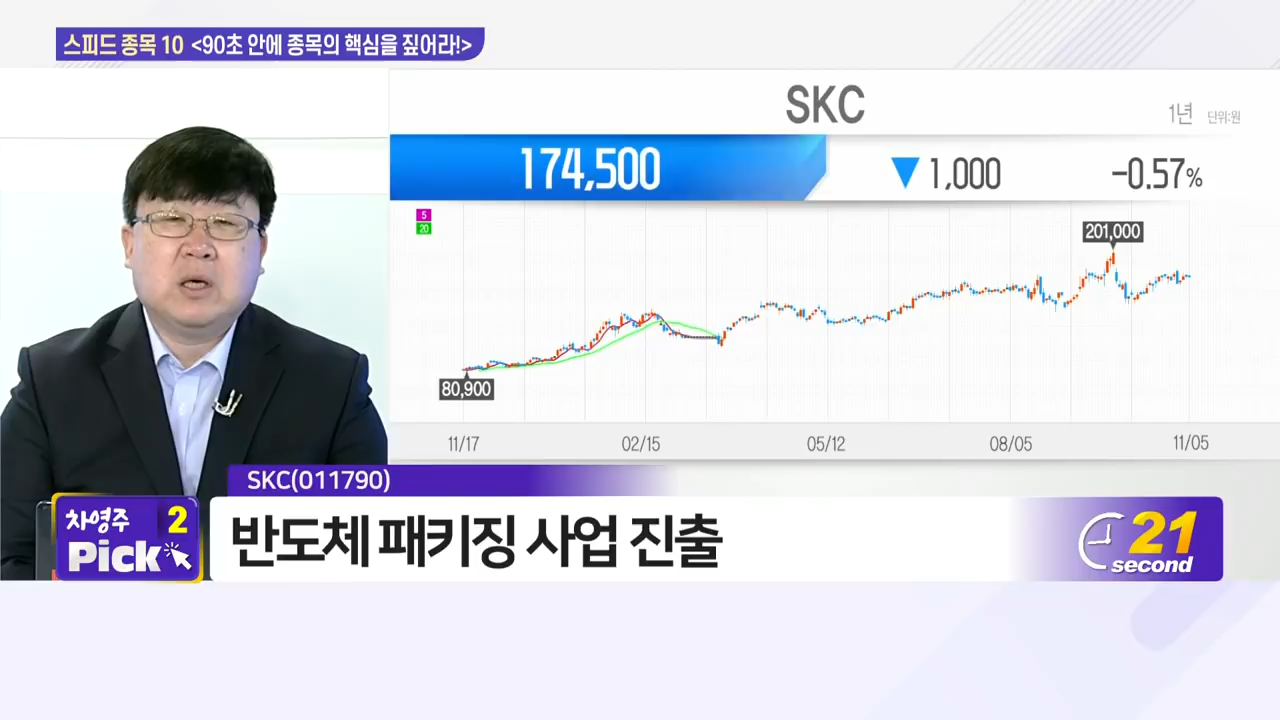 스피드 종목 10 <90초 안에 종목의 핵심을 짚어라!>
SKC
1년 단위:원
174,500 ▼ 1,000 -0.57%
5
20
201,000
80,900
11/17 02/15 05/12 08/05 11/05
SKC(011790)
차영주 2
Pick
반도체 패키징 사업 진출
21
second